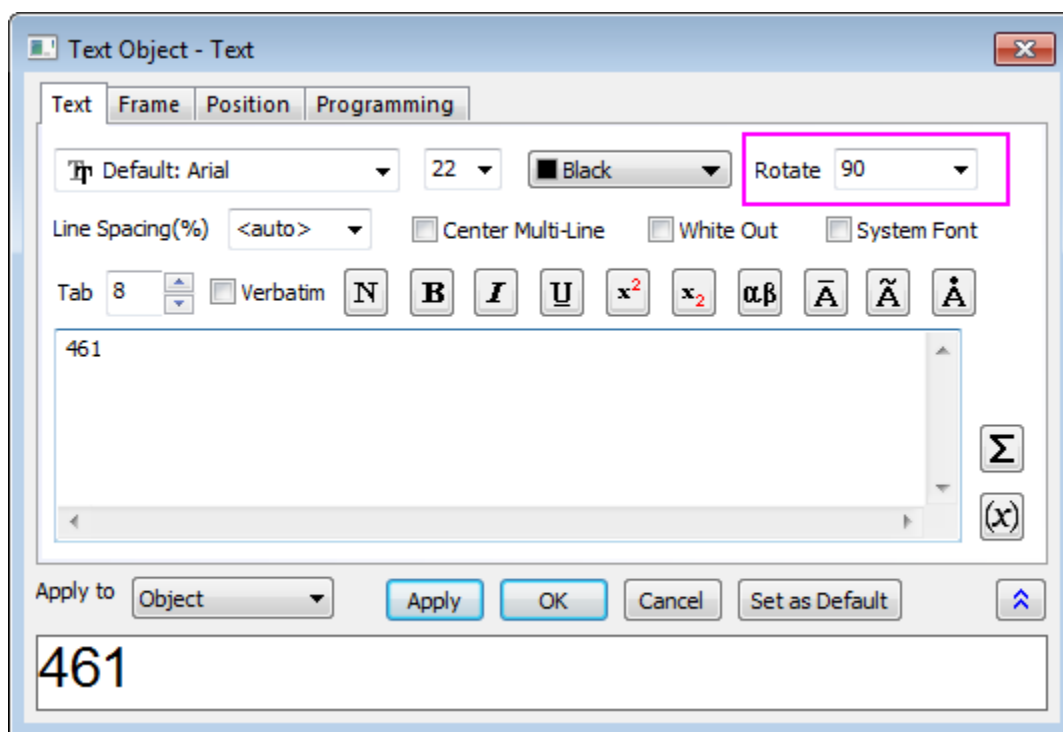 Text Object - Text
Text Frame Position Programming
Default: Arial 22 Black Rotate 90
Line Spacing(%) <auto> Center Multi-Line White Out System Font
Tab 8 Verbatim N B I U x² x₂ αβ Ā Ã Å
461
Σ
(x)
Apply to Object Apply OK Cancel Set as Default
461